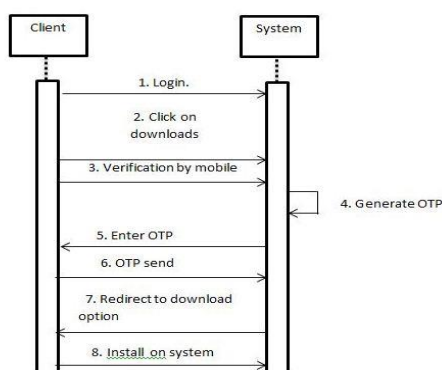 Client
System
1. Login.
2. Click on
downloads
3. Verification by mobile
4. Generate OTP
5. Enter OTP
6. OTP send
7. Redirect to download
option
8. Install on system